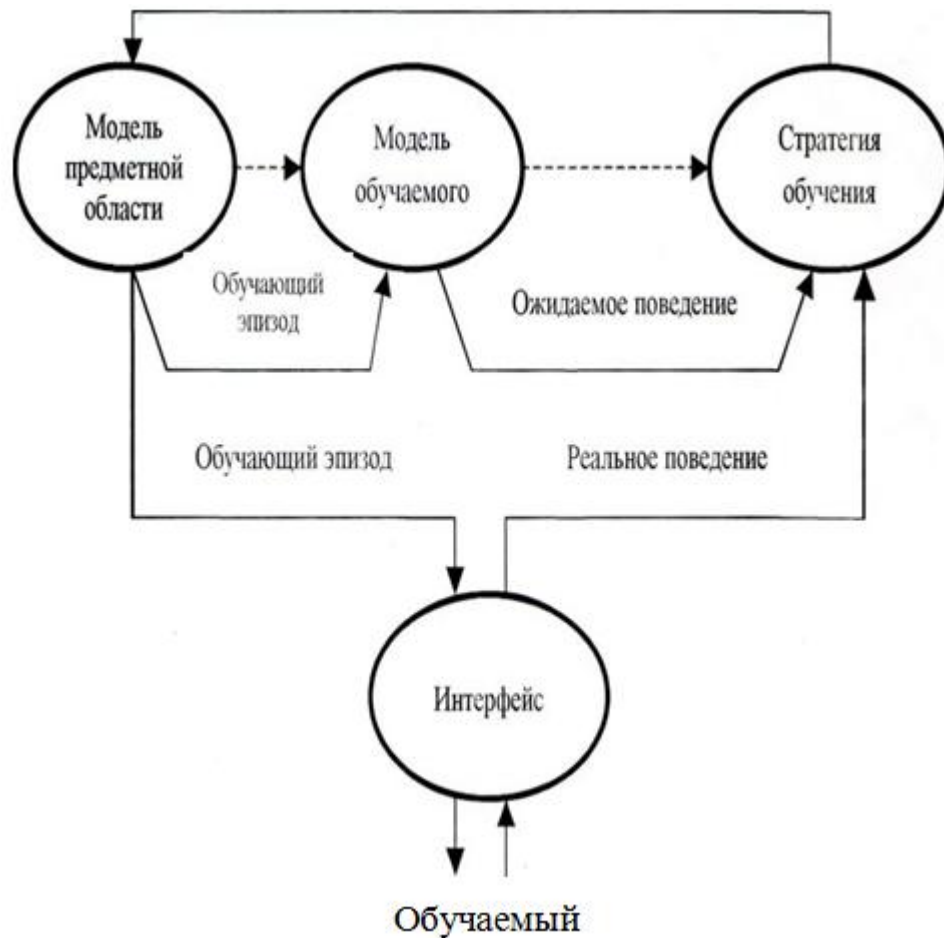 Модель
предметной
области
Модель
обучаемого
Стратегия
обучения
Обучающий
эпизод
Ожидаемое поведение
Обучающий эпизод
Реальное поведение
Интерфейс
Обучаемый